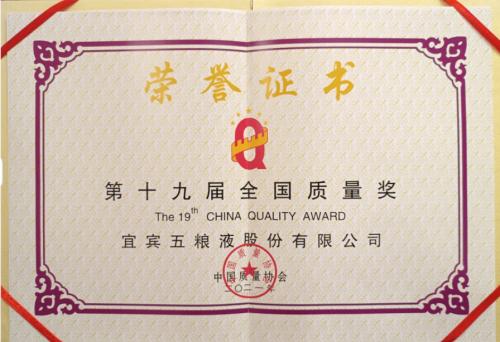 荣誉证书
Q
第十九届全国质量奖
The 19th CHINA QUALITY AWARD
宜宾五粮液股份有限公司
中国质量协会
二〇二一年